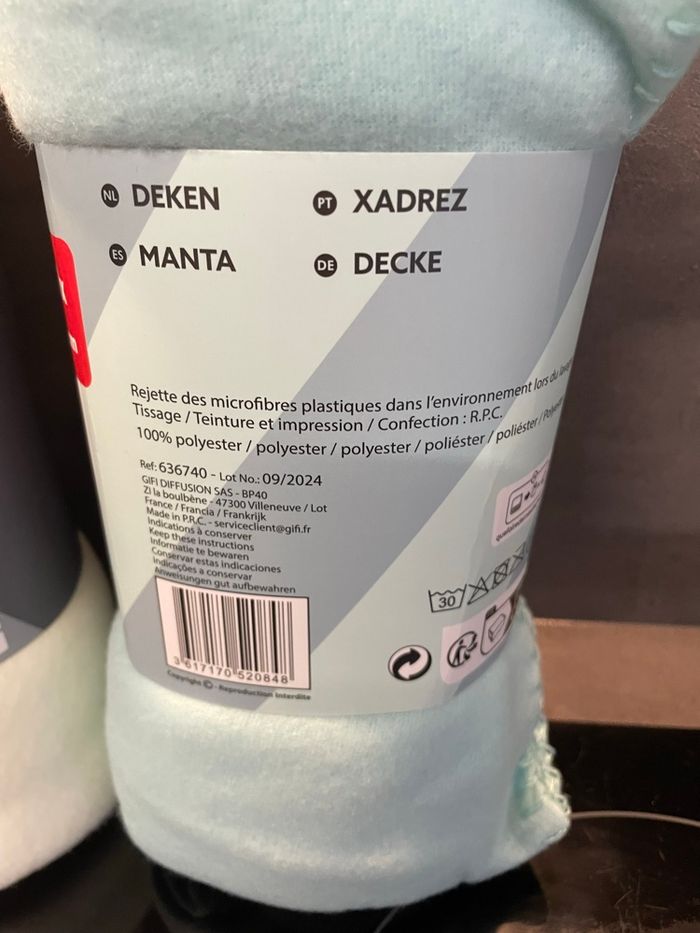 NL DEKEN
PT XADREZ
ES MANTA
DE DECKE
Rejette des microfibres plastiques dans l'environnement lors du
Tissage / Teinture et impression / Confection : R.P.C.
100% polyester / polyester / polyester / poliéster / poliéster /
Ref: 636740 - Lot No.: 09/2024
GIFI DIFFUSION SAS - BP40
ZI la boulbène - 47300 Villeneuve / Lot
France / Francia / Frankrijk
Made in P.R.C. - serviceclient@gifi.fr
Indications à conserver
Keep these instructions
Informatie te bewaren
Conservar estas indicaciones
Indicações a conservar
Anweisungen gut aufbewahren
30
3 617170 520848
Copyright © - Reproduction interdite